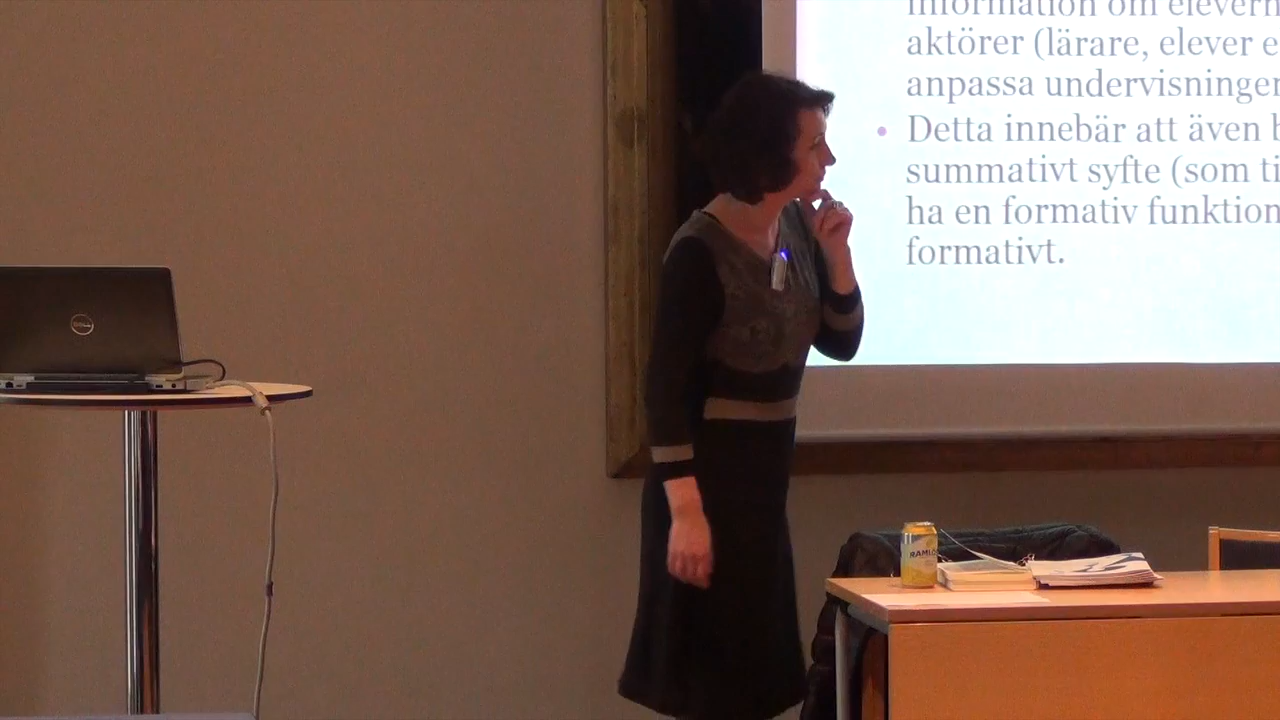 information om elevern
aktörer (lärare, elever e
anpassa undervisningen
• Detta innebär att även b
summativt syfte (som ti
ha en formativ funktion
formativt.
DELL
RAMLÖ